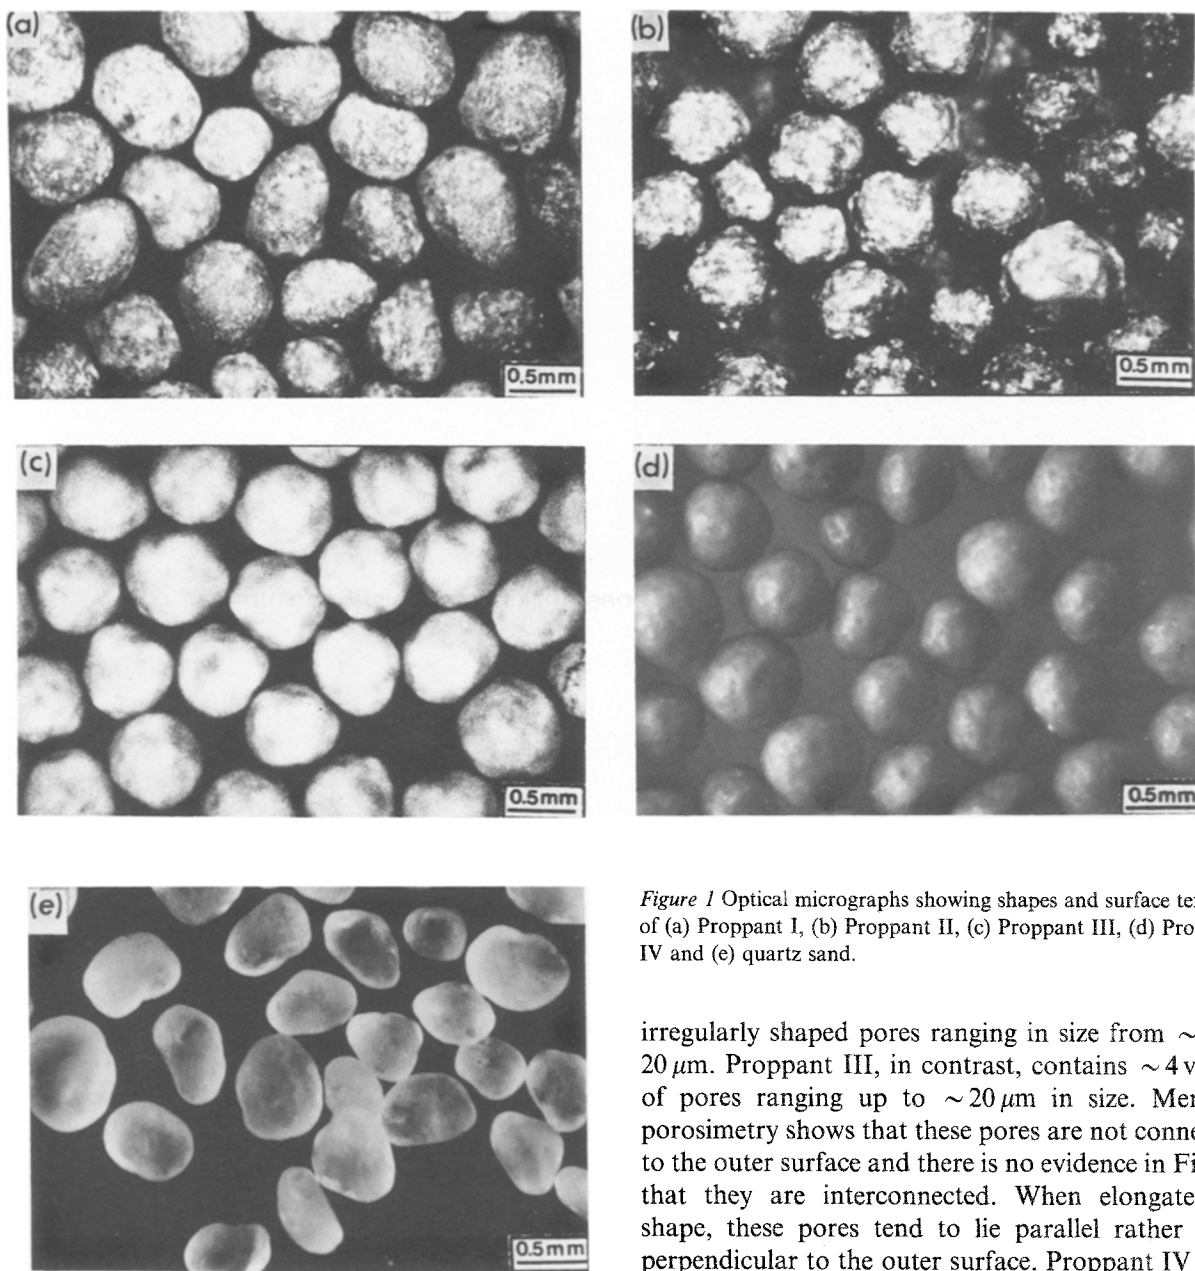 (a)
0.5mm
(b)
0.5mm
(c)
0.5mm
(d)
0.5mm
(e)
0.5mm
Figure 1 Optical micrographs showing shapes and surface te
of (a) Proppant I, (b) Proppant II, (c) Proppant III, (d) Pro
IV and (e) quartz sand.
irregularly shaped pores ranging in size from ~
20 μm. Proppant III, in contrast, contains ~4 v
of pores ranging up to ~20 μm in size. Mer
porosimetry shows that these pores are not conne
to the outer surface and there is no evidence in Fi
that they are interconnected. When elongate
shape, these pores tend to lie parallel rather
perpendicular to the outer surface. Proppant IV